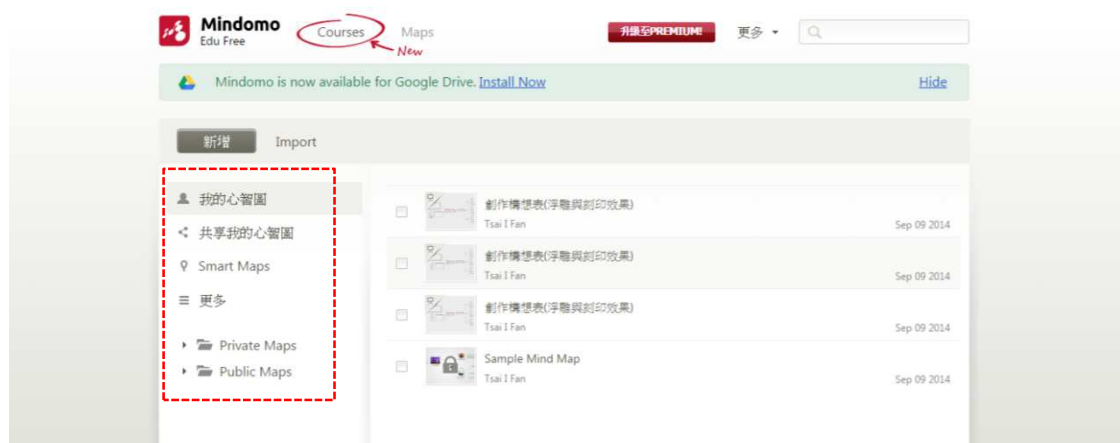 Mindomo
Edu Free
Courses
Maps
New
升級至PREMIUM!
更多
Mindomo is now available for Google Drive. Install Now
Hide
新增
Import
我的心智圖
共享我的心智圖
Smart Maps
更多
Private Maps
Public Maps
創作構想表(浮雕與刻印效果)
Tsai I Fan
Sep 09 2014
創作構想表(浮雕與刻印效果)
Tsai I Fan
Sep 09 2014
創作構想表(浮雕與刻印效果)
Tsai I Fan
Sep 09 2014
Sample Mind Map
Tsai I Fan
Sep 09 2014